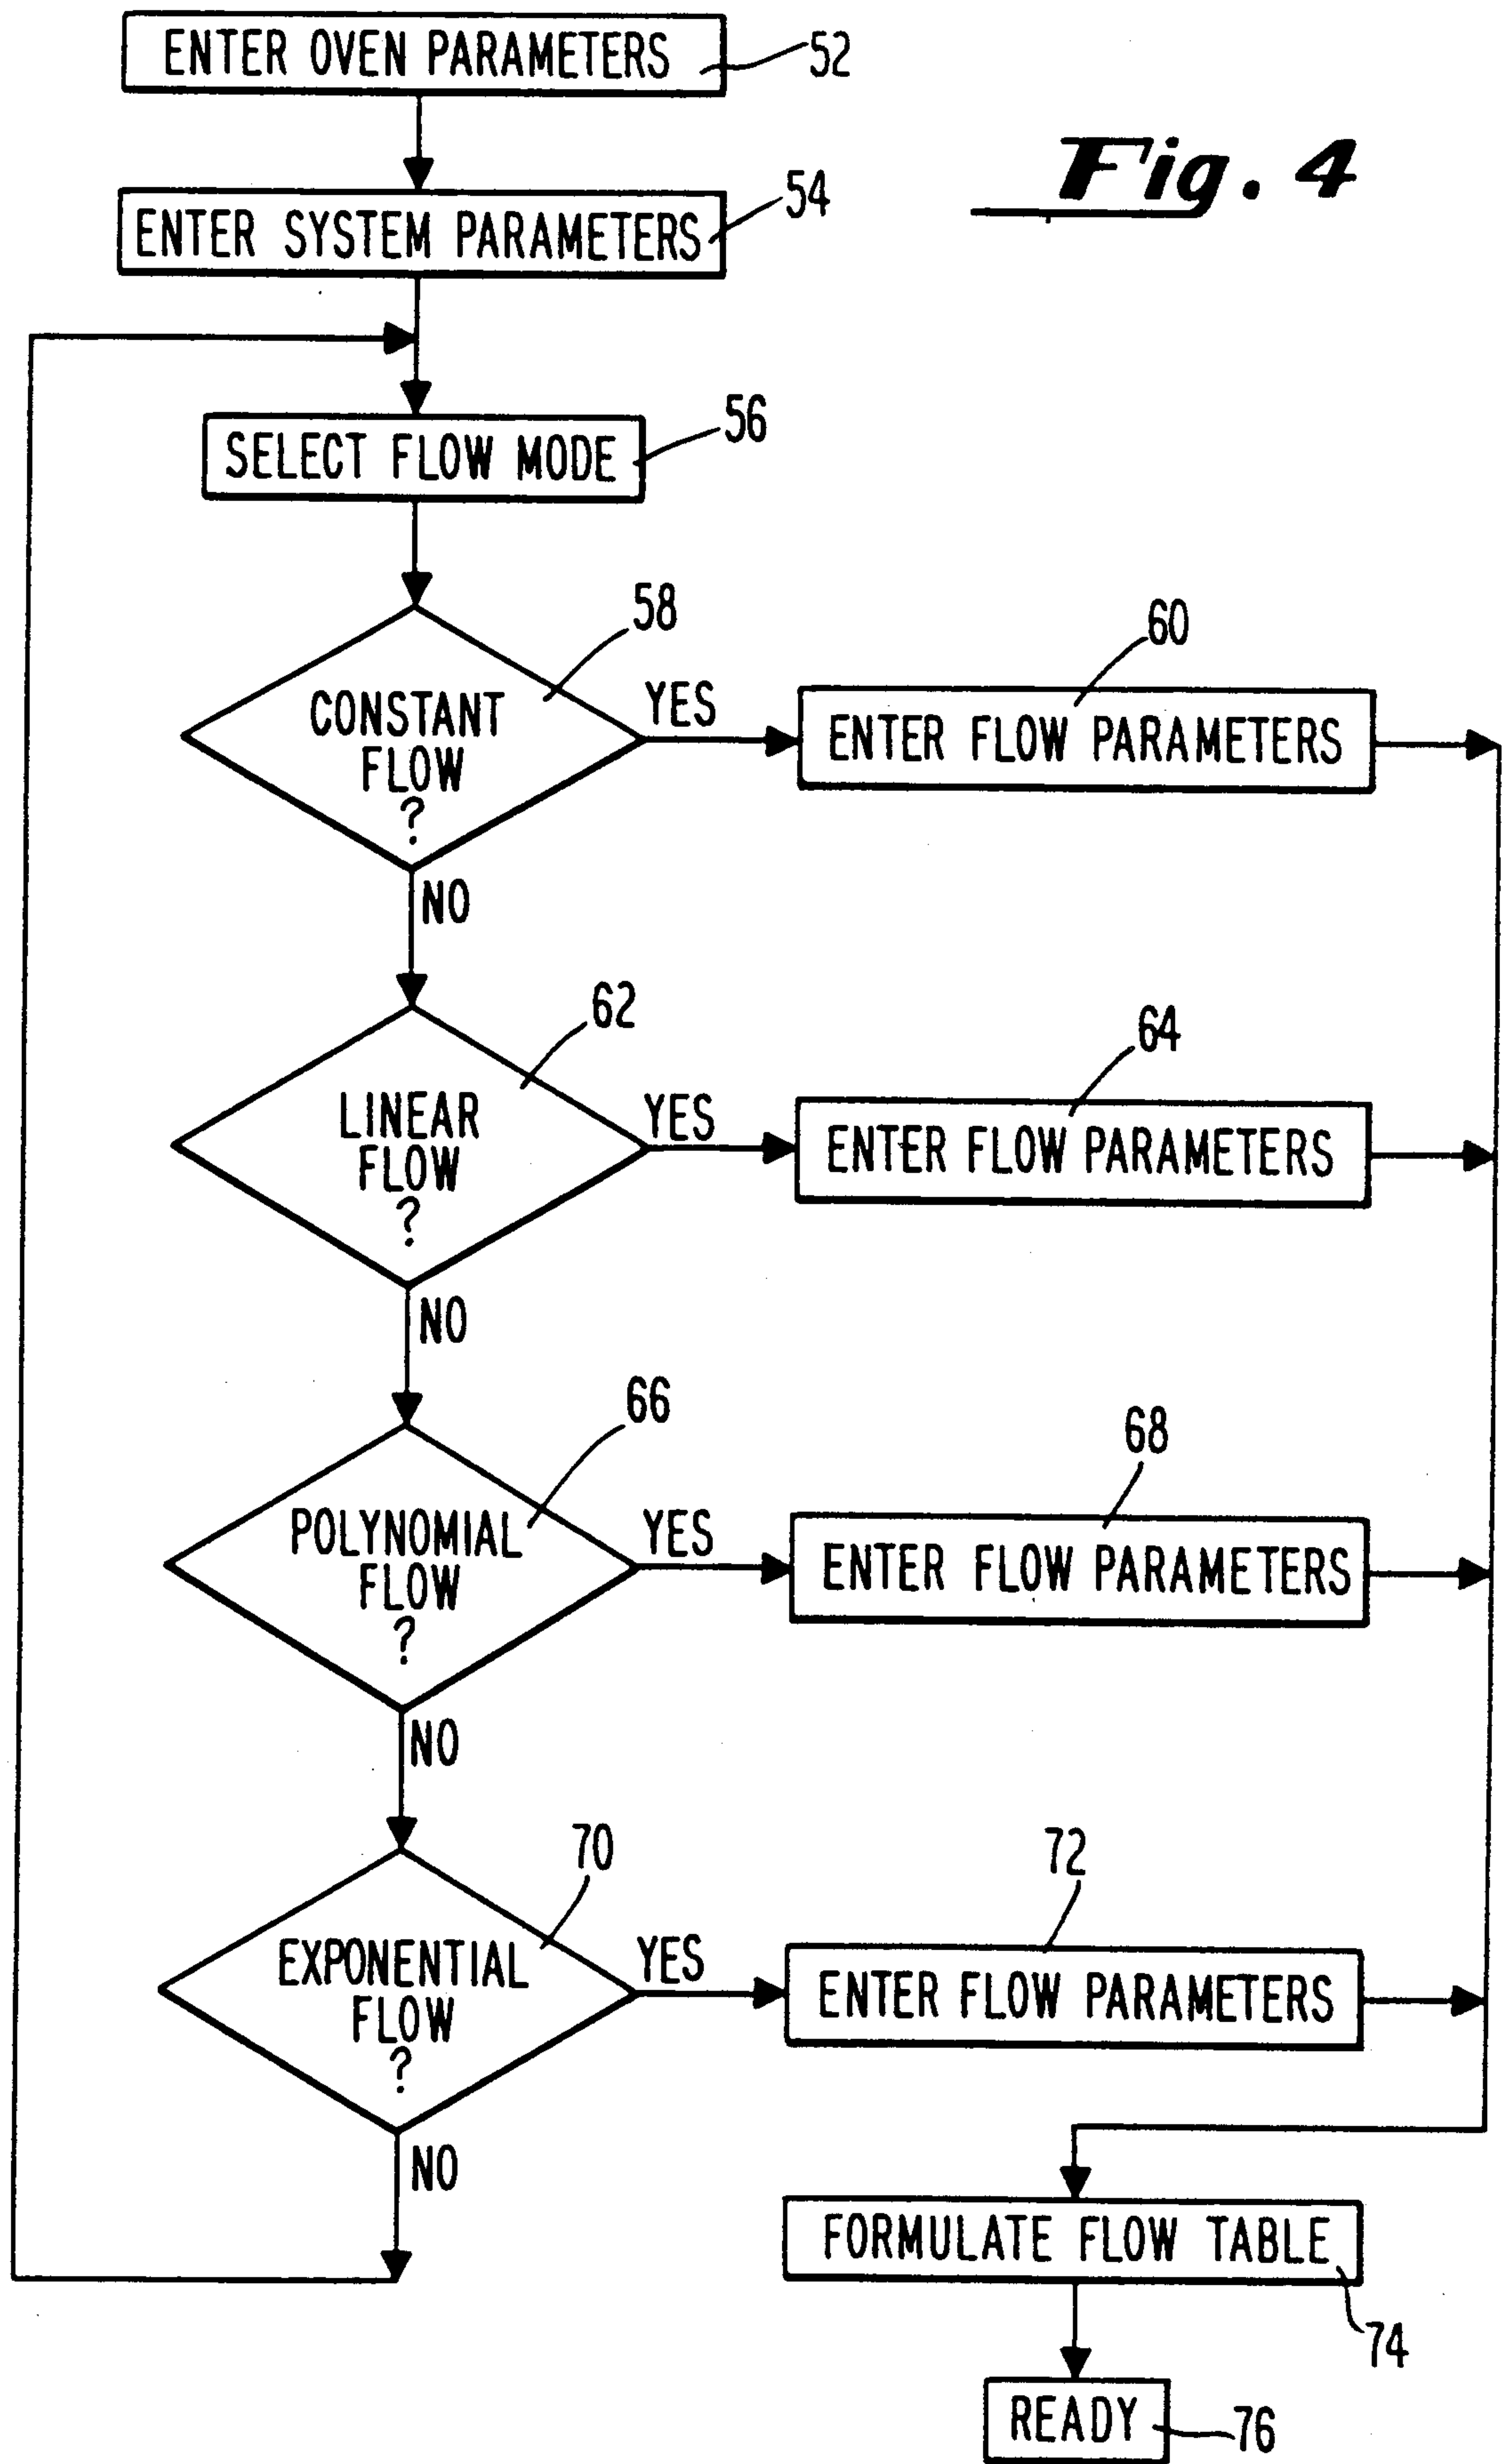 ENTER OVEN PARAMETERS
52
Fig. 4
54
ENTER SYSTEM PARAMETERS
56
SELECT FLOW MODE
58
CONSTANT
FLOW
?
YES
60
ENTER FLOW PARAMETERS
NO
62
LINEAR
FLOW
?
YES
64
ENTER FLOW PARAMETERS
NO
66
POLYNOMIAL
FLOW
?
YES
68
ENTER FLOW PARAMETERS
NO
70
EXPONENTIAL
FLOW
?
YES
72
ENTER FLOW PARAMETERS
NO
FORMULATE FLOW TABLE
74
READY
76